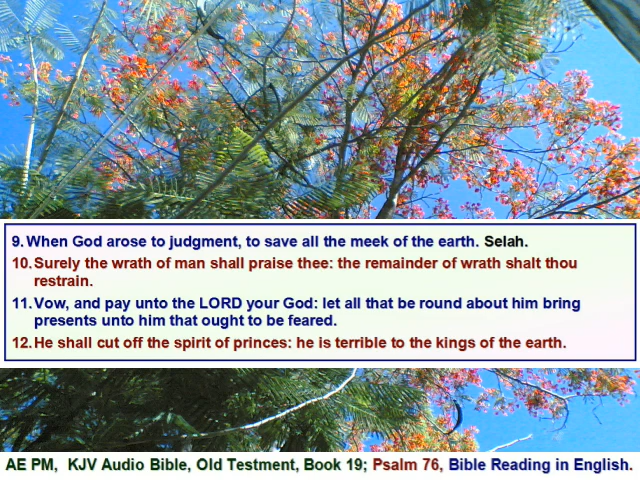 9. When God arose to judgment, to save all the meek of the earth. Selah.
10. Surely the wrath of man shall praise thee: the remainder of wrath shalt thou
restrain.
11. Vow, and pay unto the LORD your God: let all that be round about him bring
presents unto him that ought to be feared.
12. He shall cut off the spirit of princes: he is terrible to the kings of the earth.
AE PM, KJV Audio Bible, Old Testment, Book 19; Psalm 76, Bible Reading in English.